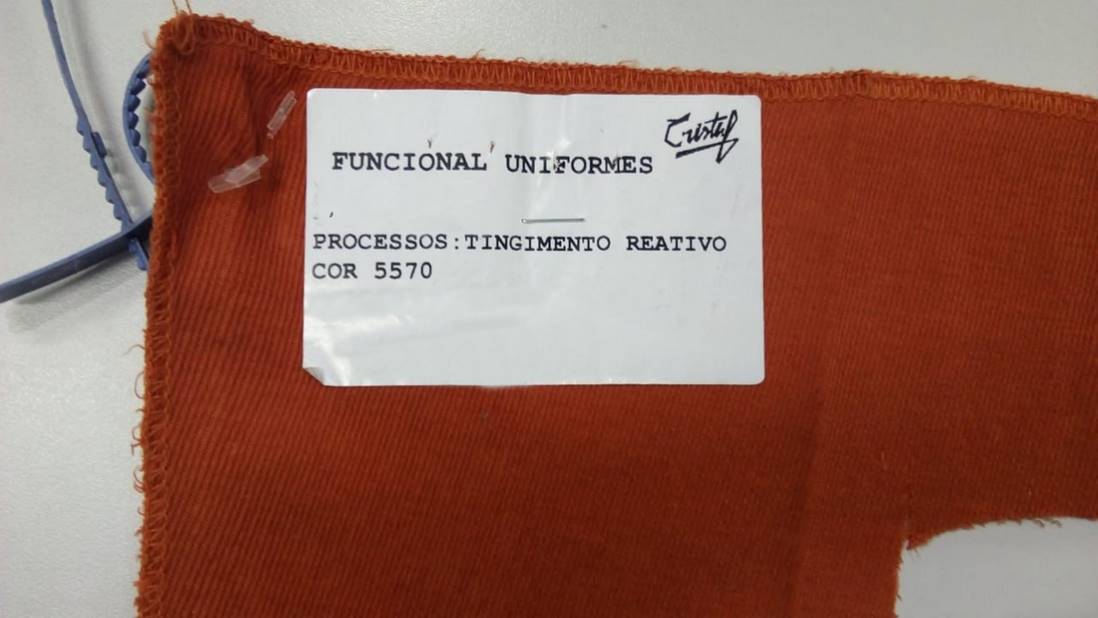 Cristal
FUNCIONAL UNIFORMES
PROCESSOS:TINGIMENTO REATIVO
COR 5570